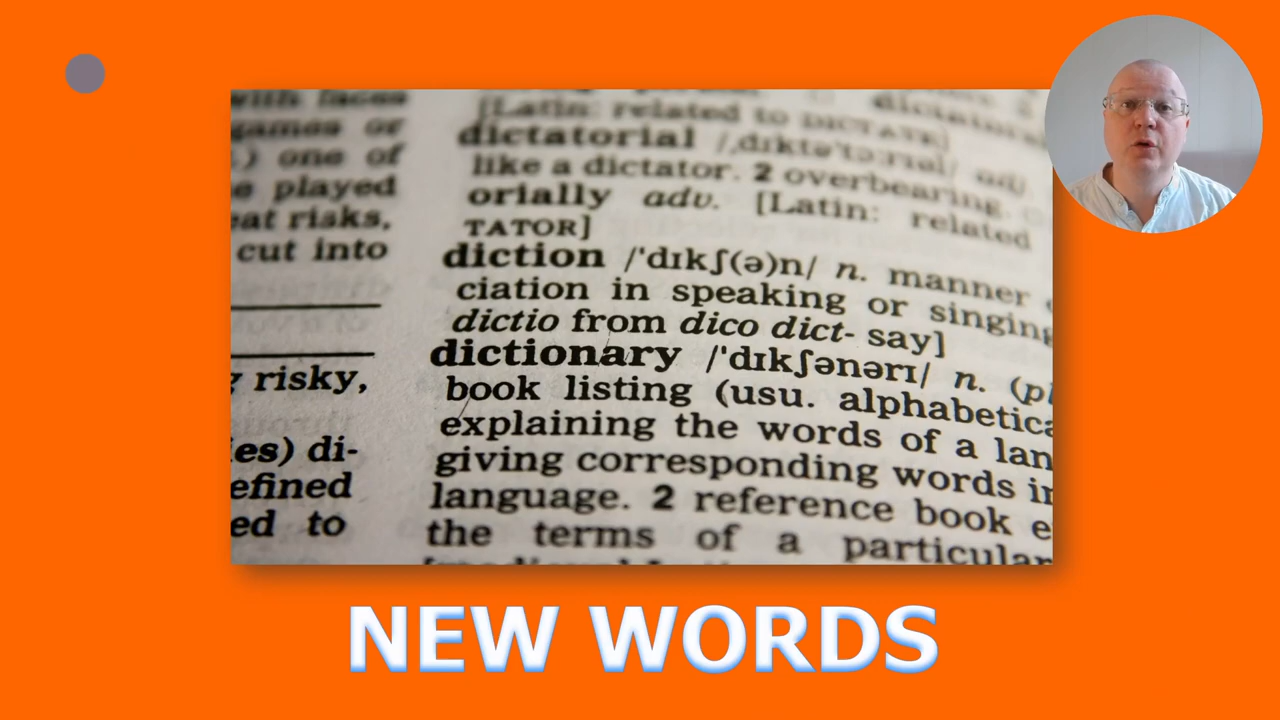 with faces
games or
.) one of
e played
eat risks,
cut into
g risky,
ies) di-
efined
ed to
[Latin: related to DICTATE]
dictatorial /ˌdɪktəˈtɔːrɪəl/ adj.
like a dictator. 2 overbearing.
orially adv. [Latin: related
TATOR]
diction /ˈdɪkʃ(ə)n/ n. manner
ciation in speaking or singing
dictio from dico dict- say]
dictionary /ˈdɪkʃənərɪ/ n. (pl
book listing (usu. alphabetica
explaining the words of a lan
giving corresponding words in
language. 2 reference book e
the terms of a particular
NEW WORDS